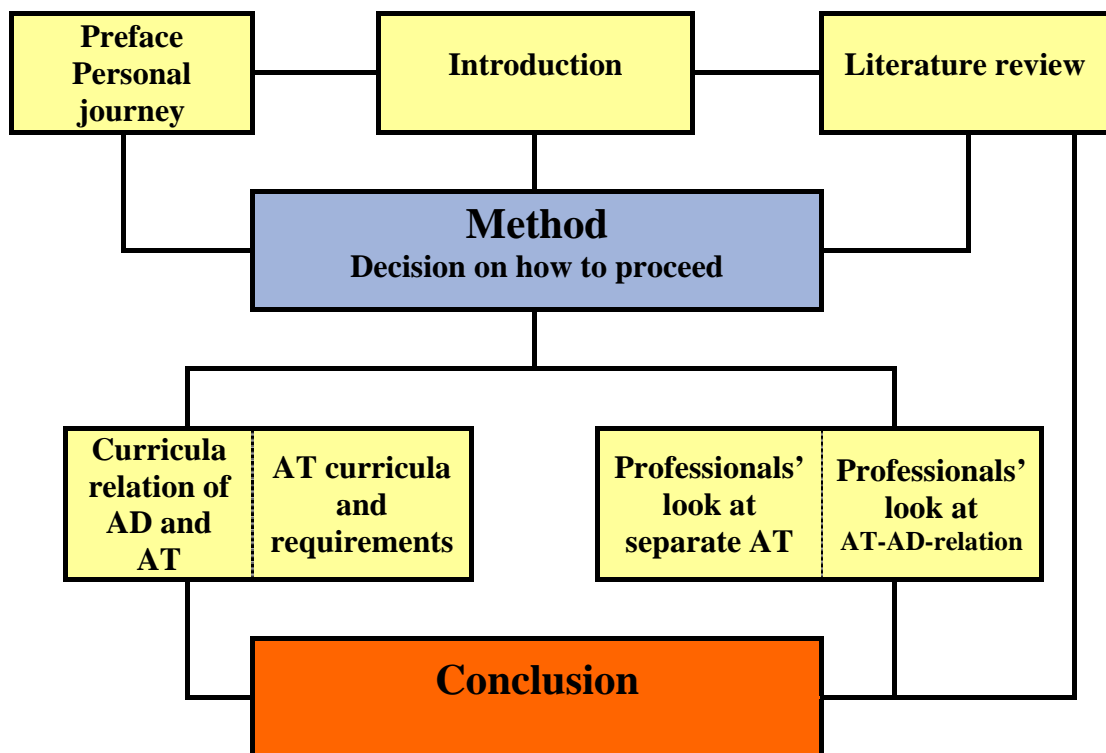 Preface
Personal
journey
Introduction
Literature review
Method
Decision on how to proceed
Curricula
relation of
AD and
AT
AT curricula
and
requirements
Professionals’
look at
separate AT
Professionals’
look at
AT-AD-relation
Conclusion